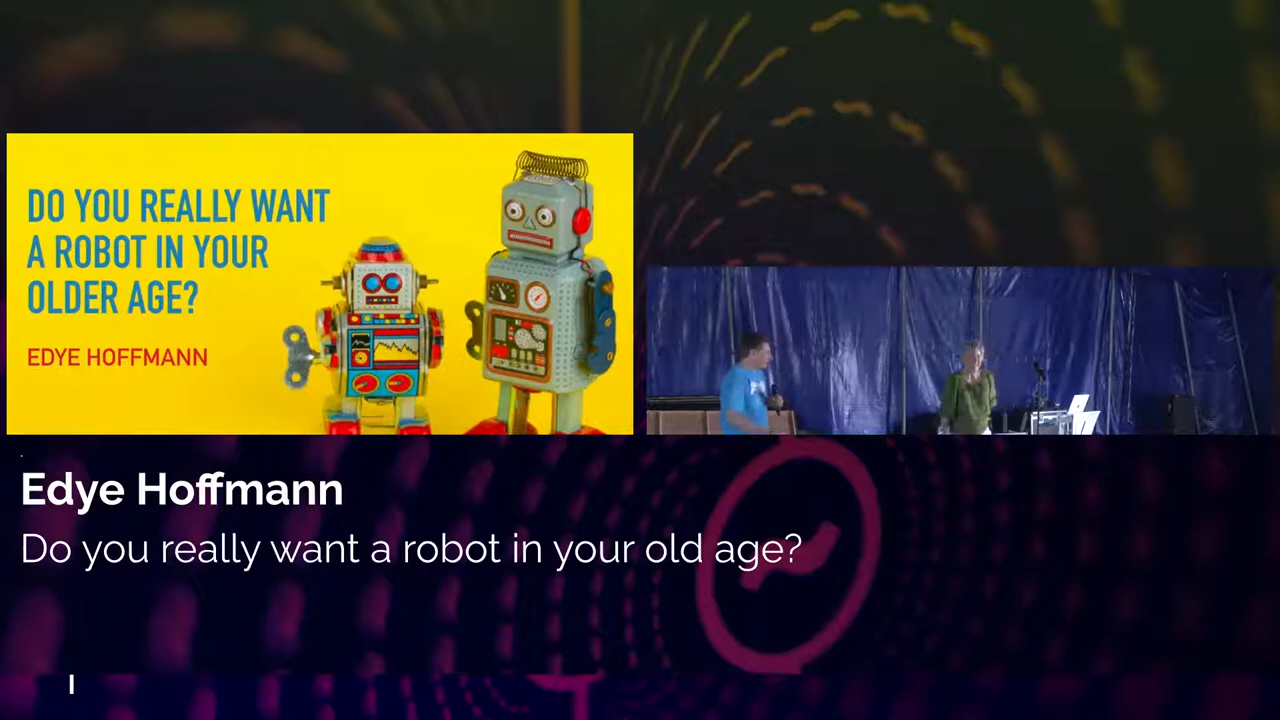 DO YOU REALLY WANT
A ROBOT IN YOUR
OLDER AGE?
EDYE HOFFMANN
Edye Hoffmann
Do you really want a robot in your old age?